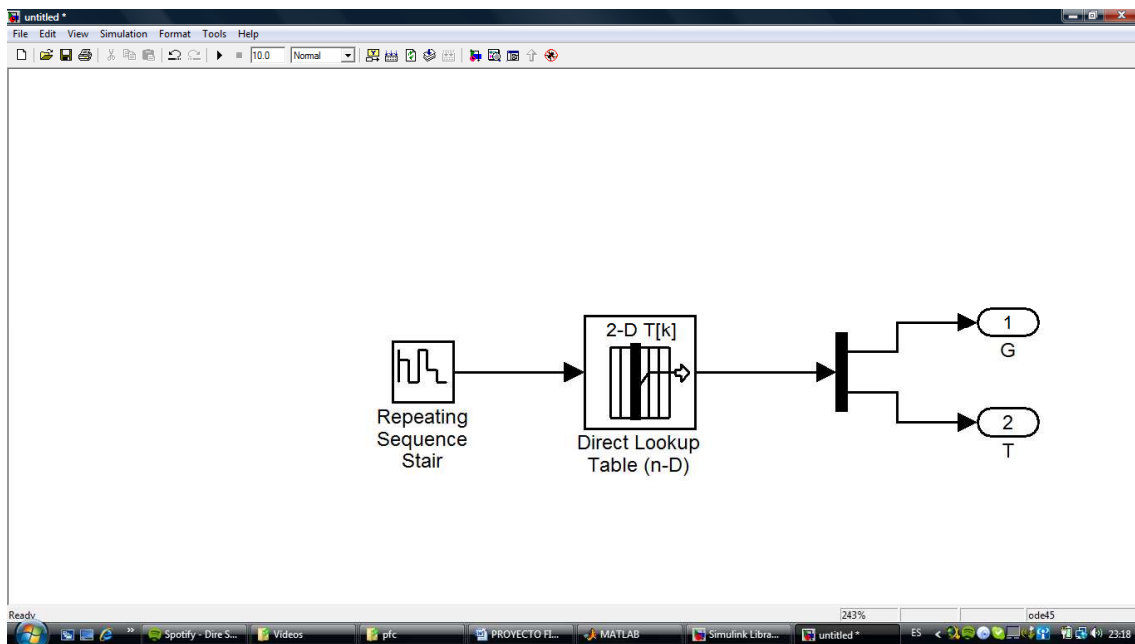 untitled *
File Edit View Simulation Format Tools Help
10.0 Normal
2-D T[k]
1
G
Repeating
Sequence
Stair
Direct Lookup
Table (n-D)
2
T
Ready 243% ode45
Spotify - Dire S... Vídeos pfc PROYECTO FI... MATLAB Simulink Libra... untitled * ES 23:18